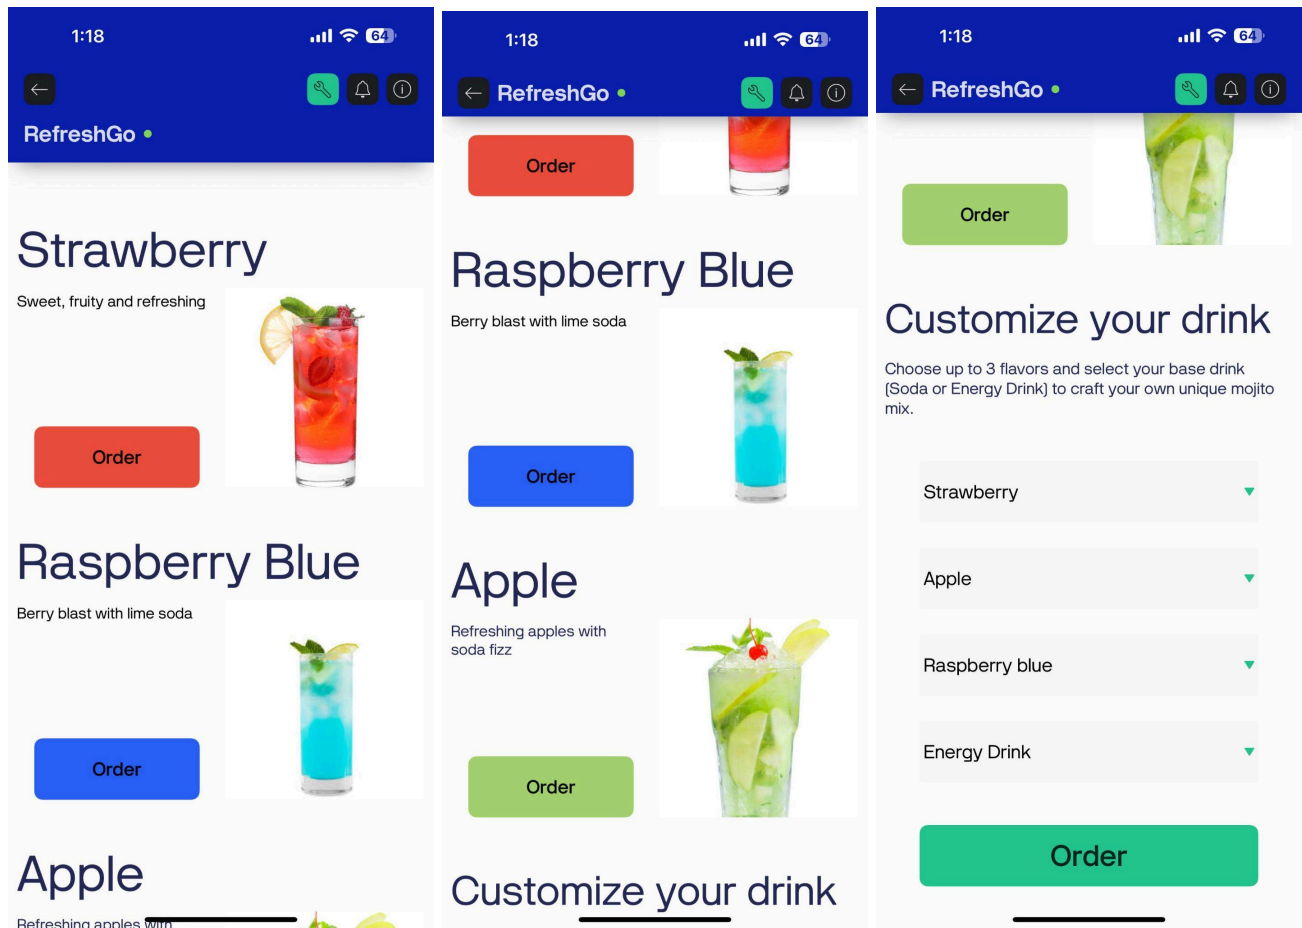 1:18
64
RefreshGo
Strawberry
Sweet, fruity and refreshing
Order
Raspberry Blue
Berry blast with lime soda
Order
Apple
Refreshing apples with
1:18
64
RefreshGo
Order
Raspberry Blue
Berry blast with lime soda
Order
Apple
Refreshing apples with
soda fizz
Order
Customize your drink
1:18
64
RefreshGo
Order
Customize your drink
Choose up to 3 flavors and select your base drink
(Soda or Energy Drink) to craft your own unique mojito
mix.
Strawberry
Apple
Raspberry blue
Energy Drink
Order